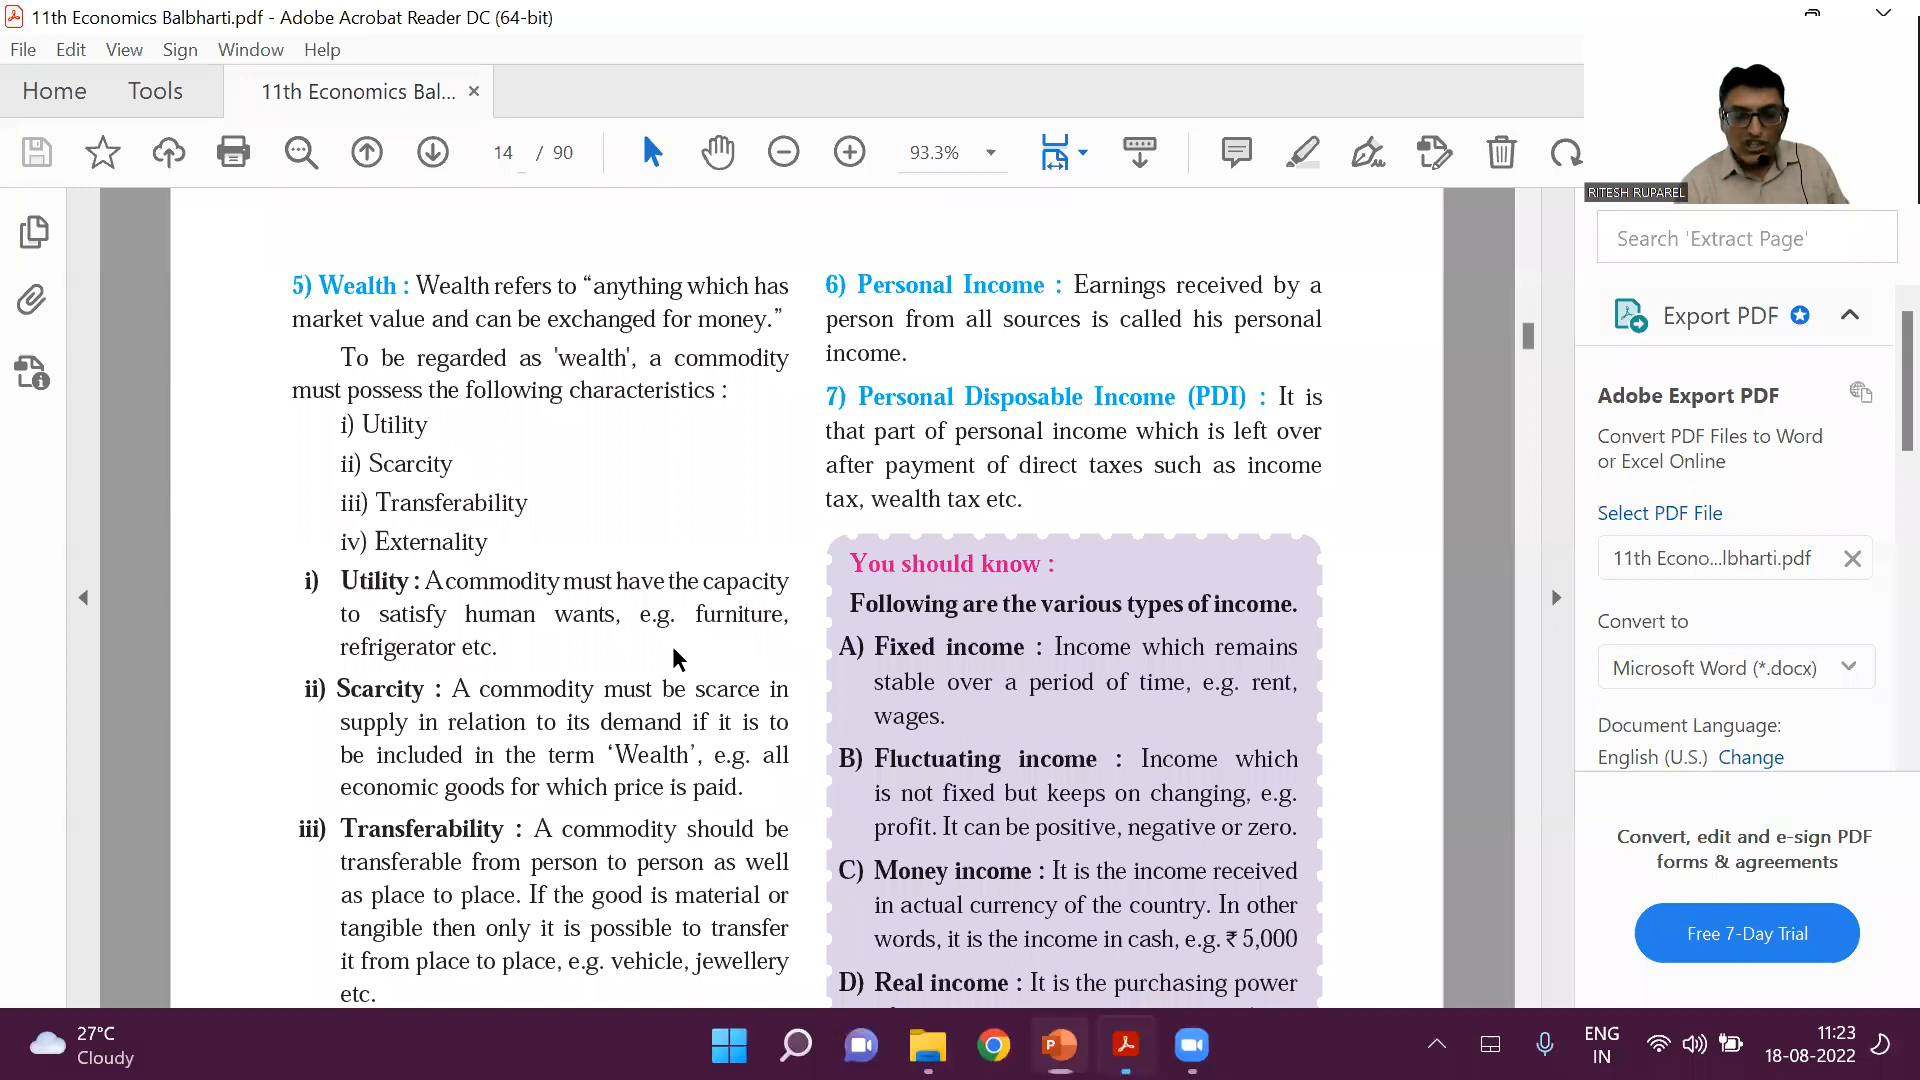 11th Economics Balbharti.pdf - Adobe Acrobat Reader DC (64-bit)
File Edit View Sign Window Help
Home Tools 11th Economics Bal... ×
14 / 90 93.3%
RITESH RUPAREL
5) Wealth : Wealth refers to “anything which has
market value and can be exchanged for money.”
To be regarded as 'wealth', a commodity
must possess the following characteristics :
i) Utility
ii) Scarcity
iii) Transferability
iv) Externality
i) Utility : A commodity must have the capacity
to satisfy human wants, e.g. furniture,
refrigerator etc.
ii) Scarcity : A commodity must be scarce in
supply in relation to its demand if it is to
be included in the term ‘Wealth’, e.g. all
economic goods for which price is paid.
iii) Transferability : A commodity should be
transferable from person to person as well
as place to place. If the good is material or
tangible then only it is possible to transfer
it from place to place, e.g. vehicle, jewellery
etc.
6) Personal Income : Earnings received by a
person from all sources is called his personal
income.
7) Personal Disposable Income (PDI) : It is
that part of personal income which is left over
after payment of direct taxes such as income
tax, wealth tax etc.
You should know :
Following are the various types of income.
A) Fixed income : Income which remains
stable over a period of time, e.g. rent,
wages.
B) Fluctuating income : Income which
is not fixed but keeps on changing, e.g.
profit. It can be positive, negative or zero.
C) Money income : It is the income received
in actual currency of the country. In other
words, it is the income in cash, e.g. ₹ 5,000
D) Real income : It is the purchasing power
Search 'Extract Page'
Export PDF
Adobe Export PDF
Convert PDF Files to Word
or Excel Online
Select PDF File
11th Econo...lbharti.pdf
Convert to
Microsoft Word (*.docx)
Document Language:
English (U.S.) Change
Convert, edit and e-sign PDF
forms & agreements
Free 7-Day Trial
27°C
Cloudy
ENG
IN
11:23
18-08-2022